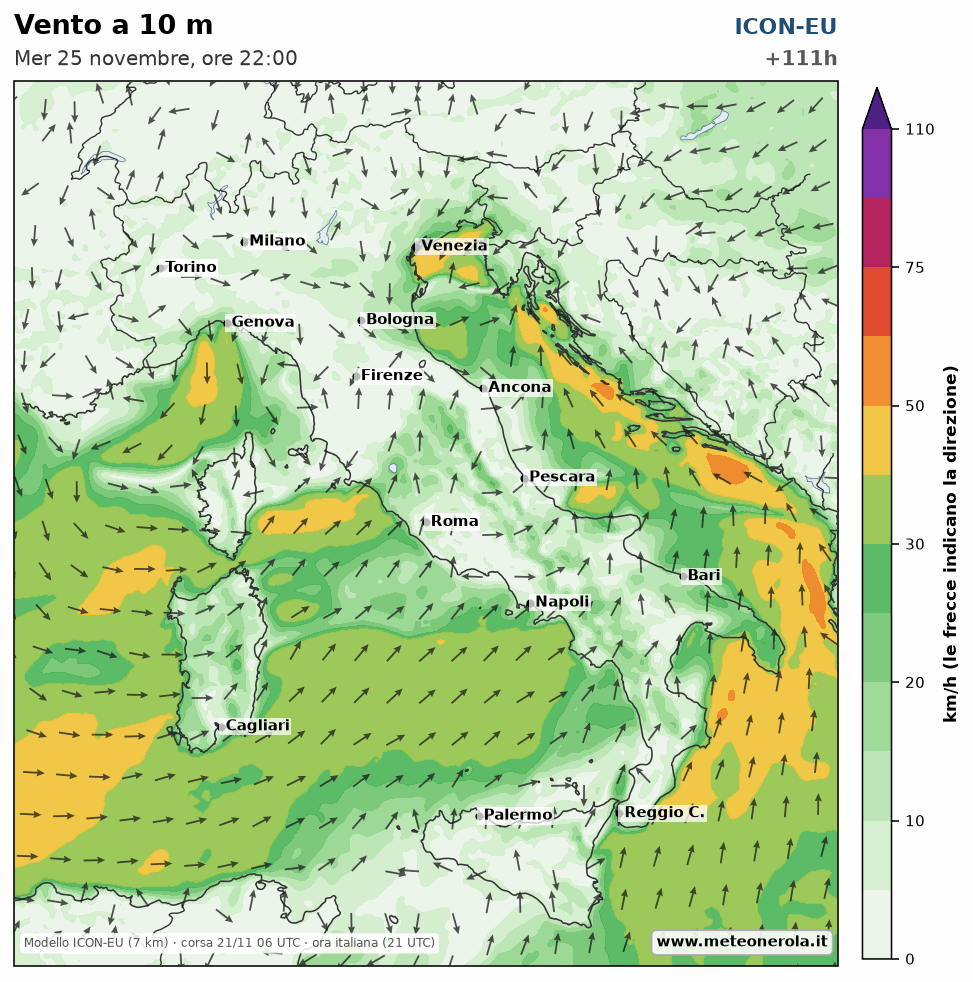 Vento a 10 m
ICON-EU
Mer 25 novembre, ore 22:00
+111h
110
75
50
30
20
10
0
km/h (le frecce indicano la direzione)
Venezia
Milano
Torino
Genova
Bologna
Firenze
Ancona
Pescara
Roma
Bari
Napoli
Cagliari
Palermo
Reggio C.
Modello ICON-EU (7 km) · corsa 21/11 06 UTC · ora italiana (21 UTC)
www.meteonerola.it